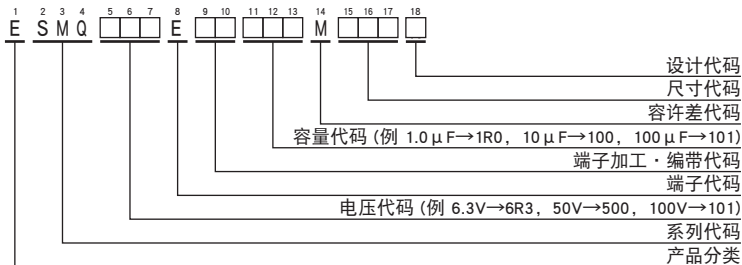 1 2 3 4 5 6 7 8 9 10 11 12 13 14 15 16 17 18
E SMQ □□□ E □□ □□□ M □□□ □
设计代码
尺寸代码
容许差代码
容量代码 (例 1.0μF→1R0, 10μF→100, 100μF→101)
端子加工・编带代码
端子代码
电压代码 (例 6.3V→6R3, 50V→500, 100V→101)
系列代码
产品分类